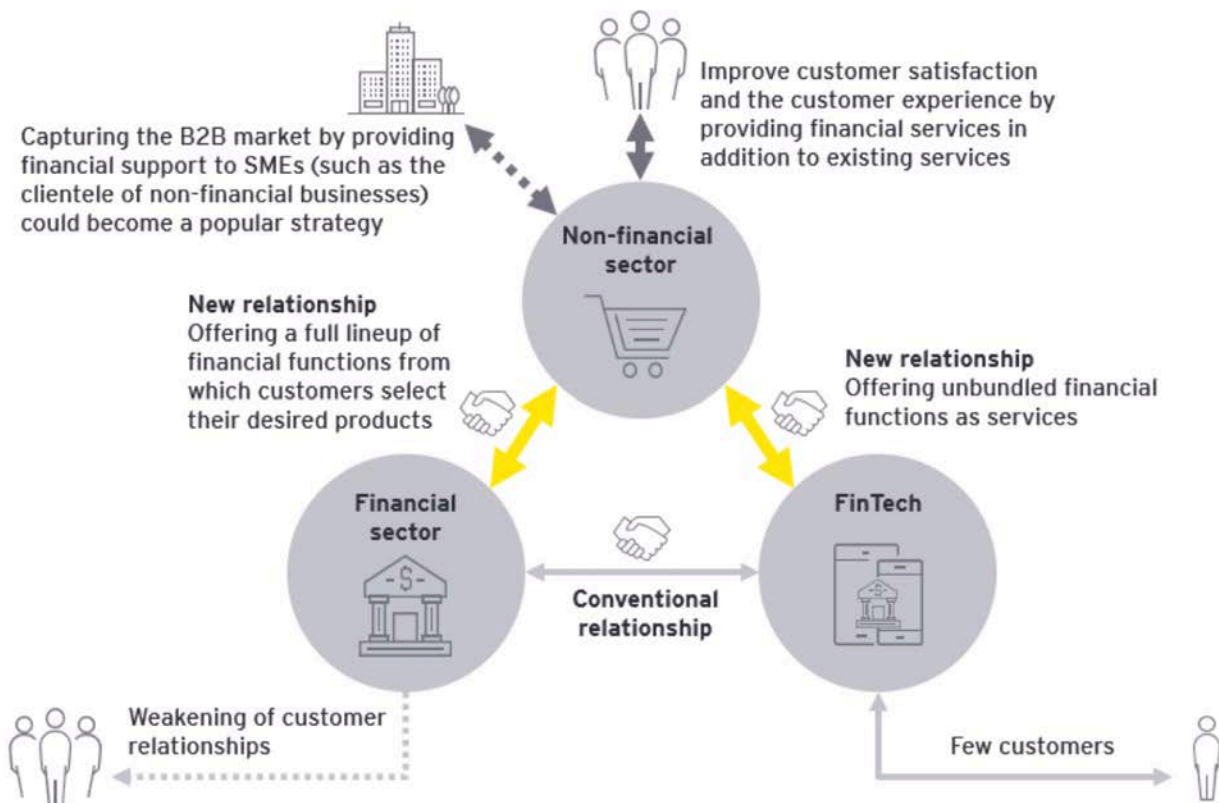 Improve customer satisfaction
and the customer experience by
providing financial services in
addition to existing services
Capturing the B2B market by providing
financial support to SMEs (such as the
clientele of non-financial businesses)
could become a popular strategy
Non-financial
sector
New relationship
Offering a full lineup of
financial functions from
which customers select
their desired products
New relationship
Offering unbundled financial
functions as services
Financial
sector
-$-
FinTech
-$-
Conventional
relationship
Weakening of customer
relationships
Few customers